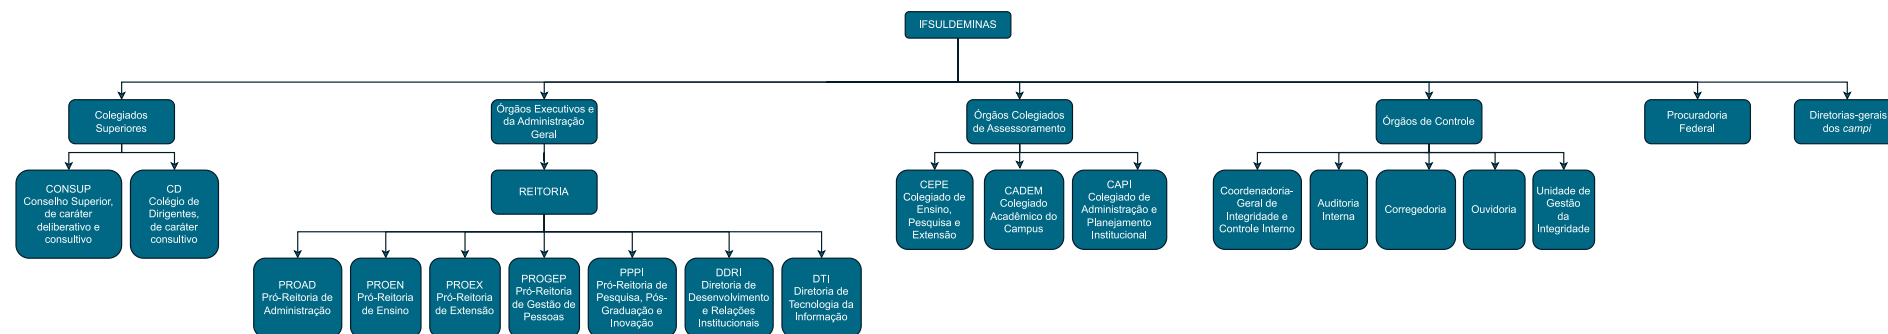 IFSULDEMINAS
Colegiados
Superiores
Órgãos Executivos e
da Administração
Geral
Órgãos Colegiados
de Assessoramento
Órgãos de Controle
Procuradoria
Federal
Diretorias-gerais
dos campi
CONSUP
Conselho Superior,
de caráter
deliberativo e
consultivo
CD
Colégio de
Dirigentes,
de caráter
consultivo
REITORIA
CEPE
Colegiado de
Ensino,
Pesquisa e
Extensão
CADEM
Colegiado
Acadêmico do
Campus
CAPI
Colegiado de
Administração e
Planejamento
Institucional
Coordenadoria-
Geral de
Integridade e
Controle Interno
Auditoria
Interna
Corregedoria
Ouvidoria
Unidade de
Gestão
da
Integridade
PROAD
Pró-Reitoria de
Administração
PROEN
Pró-Reitoria
de Ensino
PROEX
Pró-Reitoria
de Extensão
PROGEP
Pró-Reitoria
de Gestão de
Pessoas
PPPI
Pró-Reitoria de
Pesquisa, Pós-
Graduação e
Inovação
DDRI
Diretoria de
Desenvolvimento
e Relações
Institucionais
DTI
Diretoria de
Tecnologia da
Informação